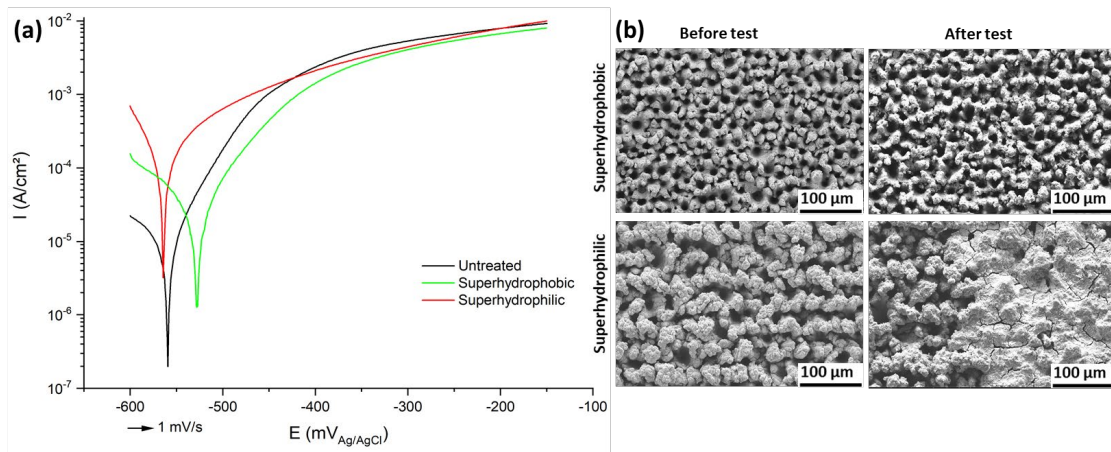 (a)
10⁻²
10⁻³
10⁻⁴
10⁻⁵
10⁻⁶
10⁻⁷
I (A/cm²)
Untreated
Superhydrophobic
Superhydrophilic
-600
-500
-400
-300
-200
-100
1 mV/s
E (mV_Ag/AgCl)
(b)
Before test
After test
Superhydrophobic
100 µm
100 µm
Superhydrophilic
100 µm
100 µm